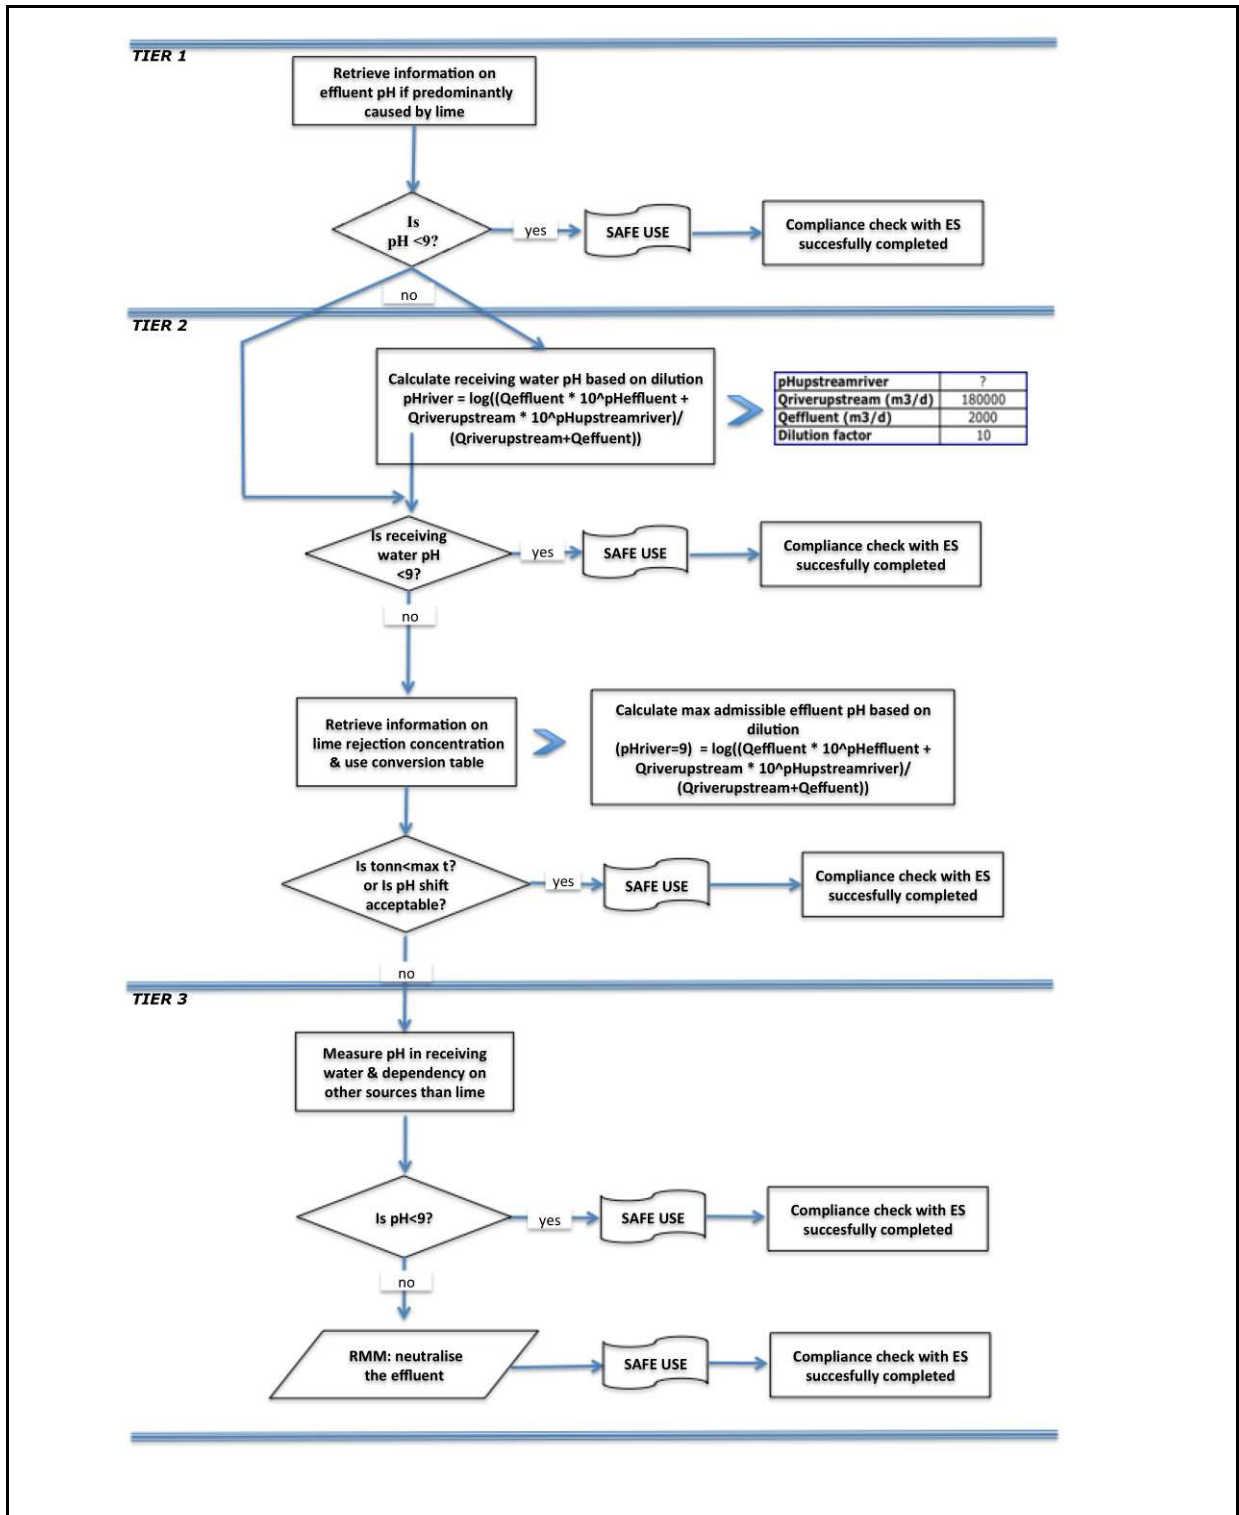 TIER 1
Retrieve information on
effluent pH if predominantly
caused by lime
Is
pH <9?
yes
SAFE USE
Compliance check with ES
succesfully completed
no
TIER 2
Calculate receiving water pH based on dilution
pHriver = log((Qeffluent * 10^pHeffluent +
Qriverupstream * 10^pHupstreamriver)/
(Qriverupstream+Qeffuent))
pHupstreamriver ?
Qriverupstream (m3/d) 180000
Qeffluent (m3/d) 2000
Dilution factor 10
Is receiving
water pH
<9?
yes
SAFE USE
Compliance check with ES
succesfully completed
no
Retrieve information on
lime rejection concentration
& use conversion table
Calculate max admissible effluent pH based on
dilution
(pHriver=9) = log((Qeffluent * 10^pHeffluent +
Qriverupstream * 10^pHupstreamriver)/
(Qriverupstream+Qeffuent))
Is tonn<max t?
or Is pH shift
acceptable?
yes
SAFE USE
Compliance check with ES
succesfully completed
no
TIER 3
Measure pH in receiving
water & dependency on
other sources than lime
Is pH<9?
yes
SAFE USE
Compliance check with ES
succesfully completed
no
RMM: neutralise
the effluent
SAFE USE
Compliance check with ES
succesfully completed